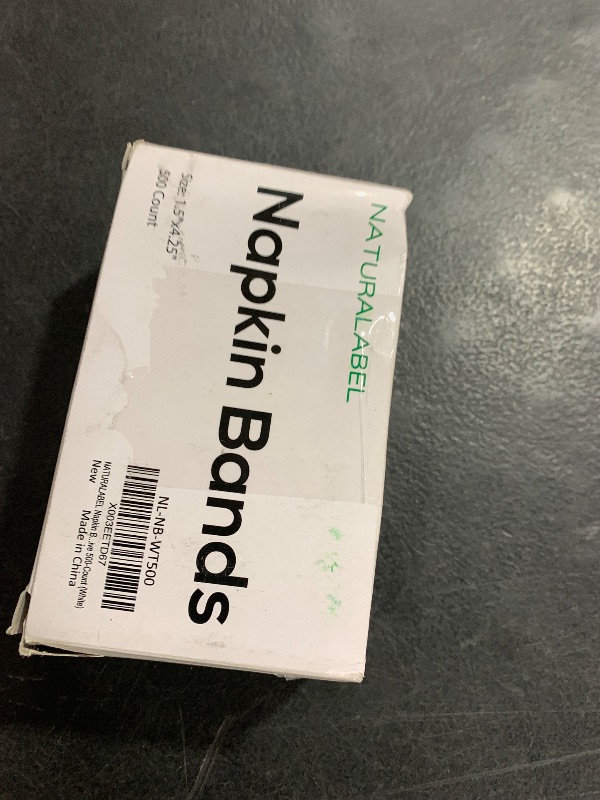 NATURALABEL
Napkin Bands
Size: 1.5"x4.25"
500 Count
NL-NB-WT500
X003EETD67
NATURALABEL Napkin B...ive 500-Count (White)
New
Made in China